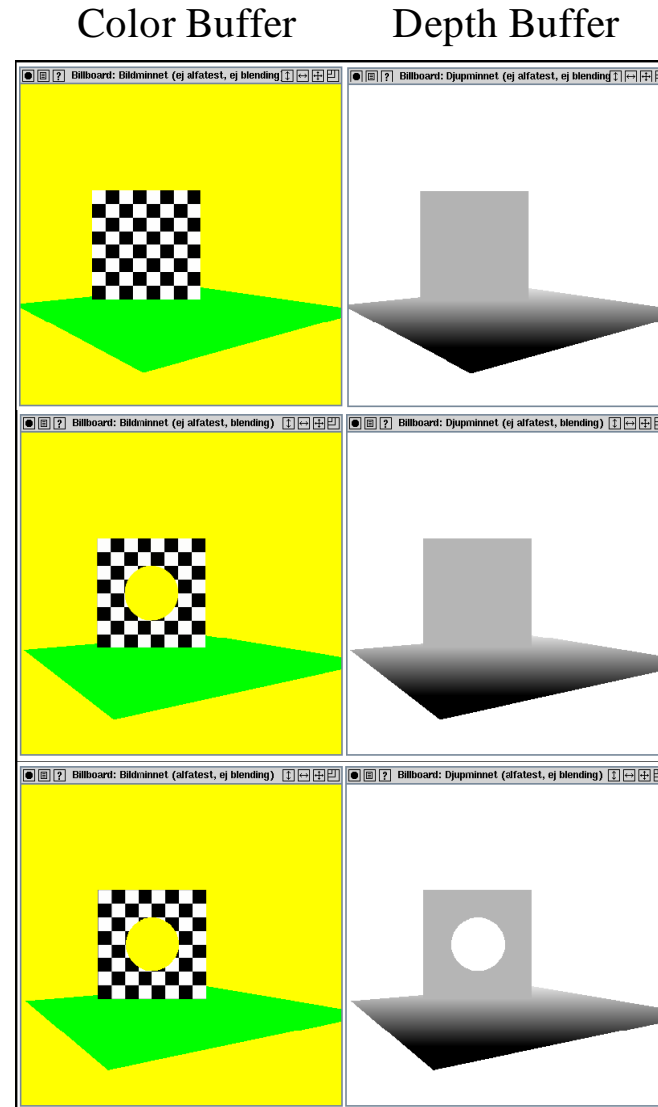 Color Buffer
Depth Buffer
Billboard: Bildminnet (ej alfatest, ej blending
Billboard: Djupminnet (ej alfatest, ej blending
Billboard: Bildminnet (ej alfatest, blending)
Billboard: Djupminnet (ej alfatest, blending)
Billboard: Bildminnet (alfatest, ej blending)
Billboard: Djupminnet (alfatest, ej blending)